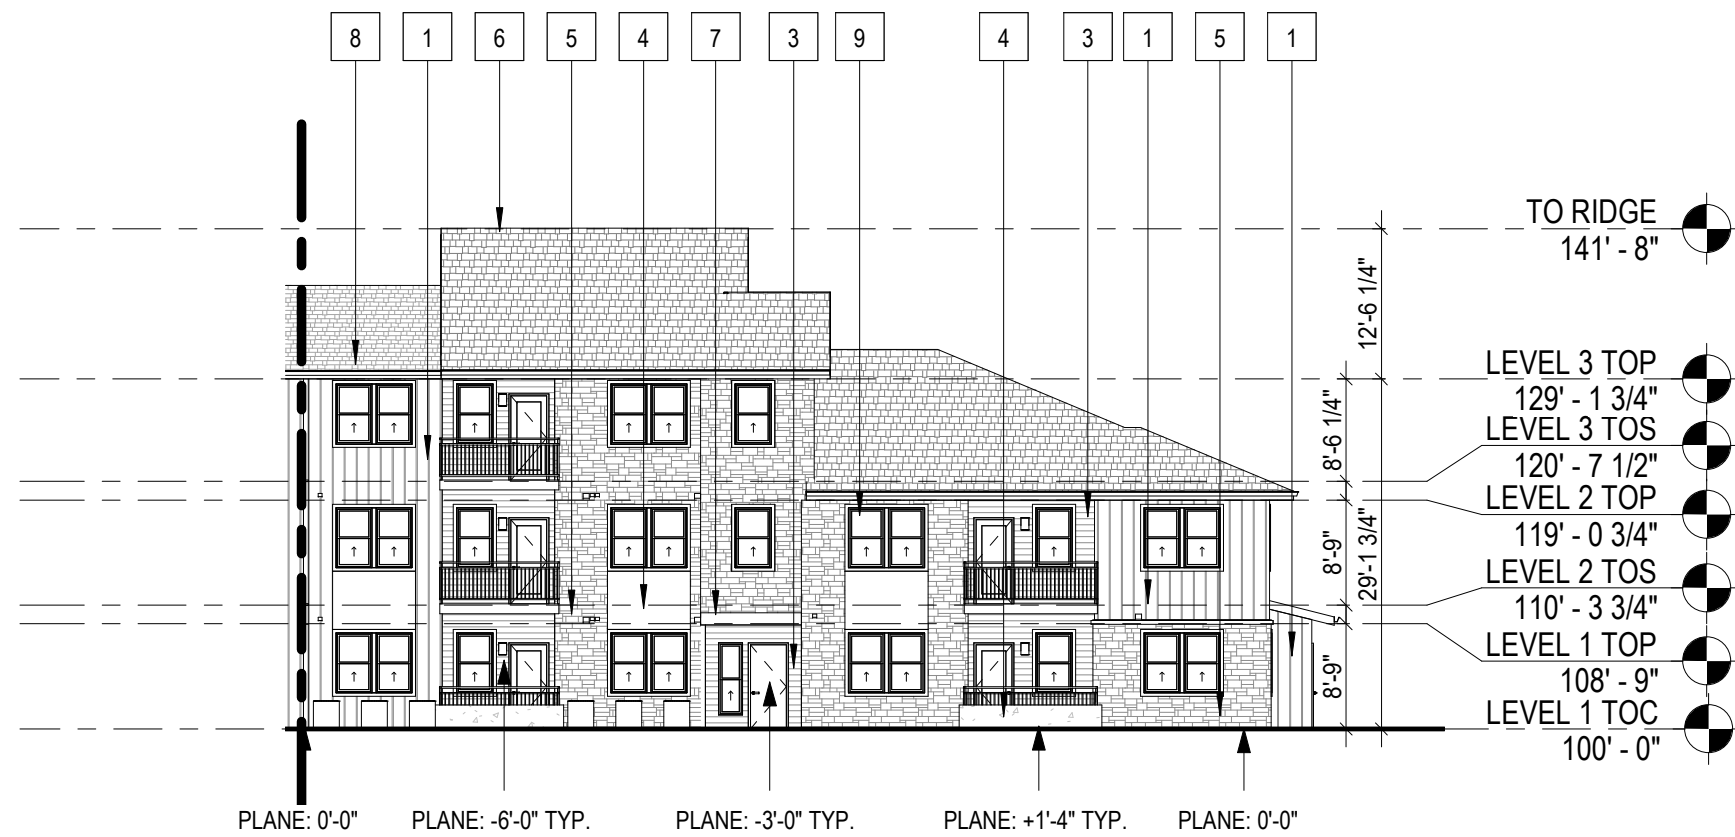 8 1 6 5 4 7 3 9 4 3 1 5 1
TO RIDGE
141' - 8"
12'-6 1/4"
LEVEL 3 TOP
129' - 1 3/4"
8'-6 1/4"
LEVEL 3 TOS
120' - 7 1/2"
LEVEL 2 TOP
119' - 0 3/4"
8'-9"
29'-1 3/4"
LEVEL 2 TOS
110' - 3 3/4"
LEVEL 1 TOP
108' - 9"
8'-9"
LEVEL 1 TOC
100' - 0"
PLANE: 0'-0" PLANE: -6'-0" TYP. PLANE: -3'-0" TYP. PLANE: +1'-4" TYP. PLANE: 0'-0"